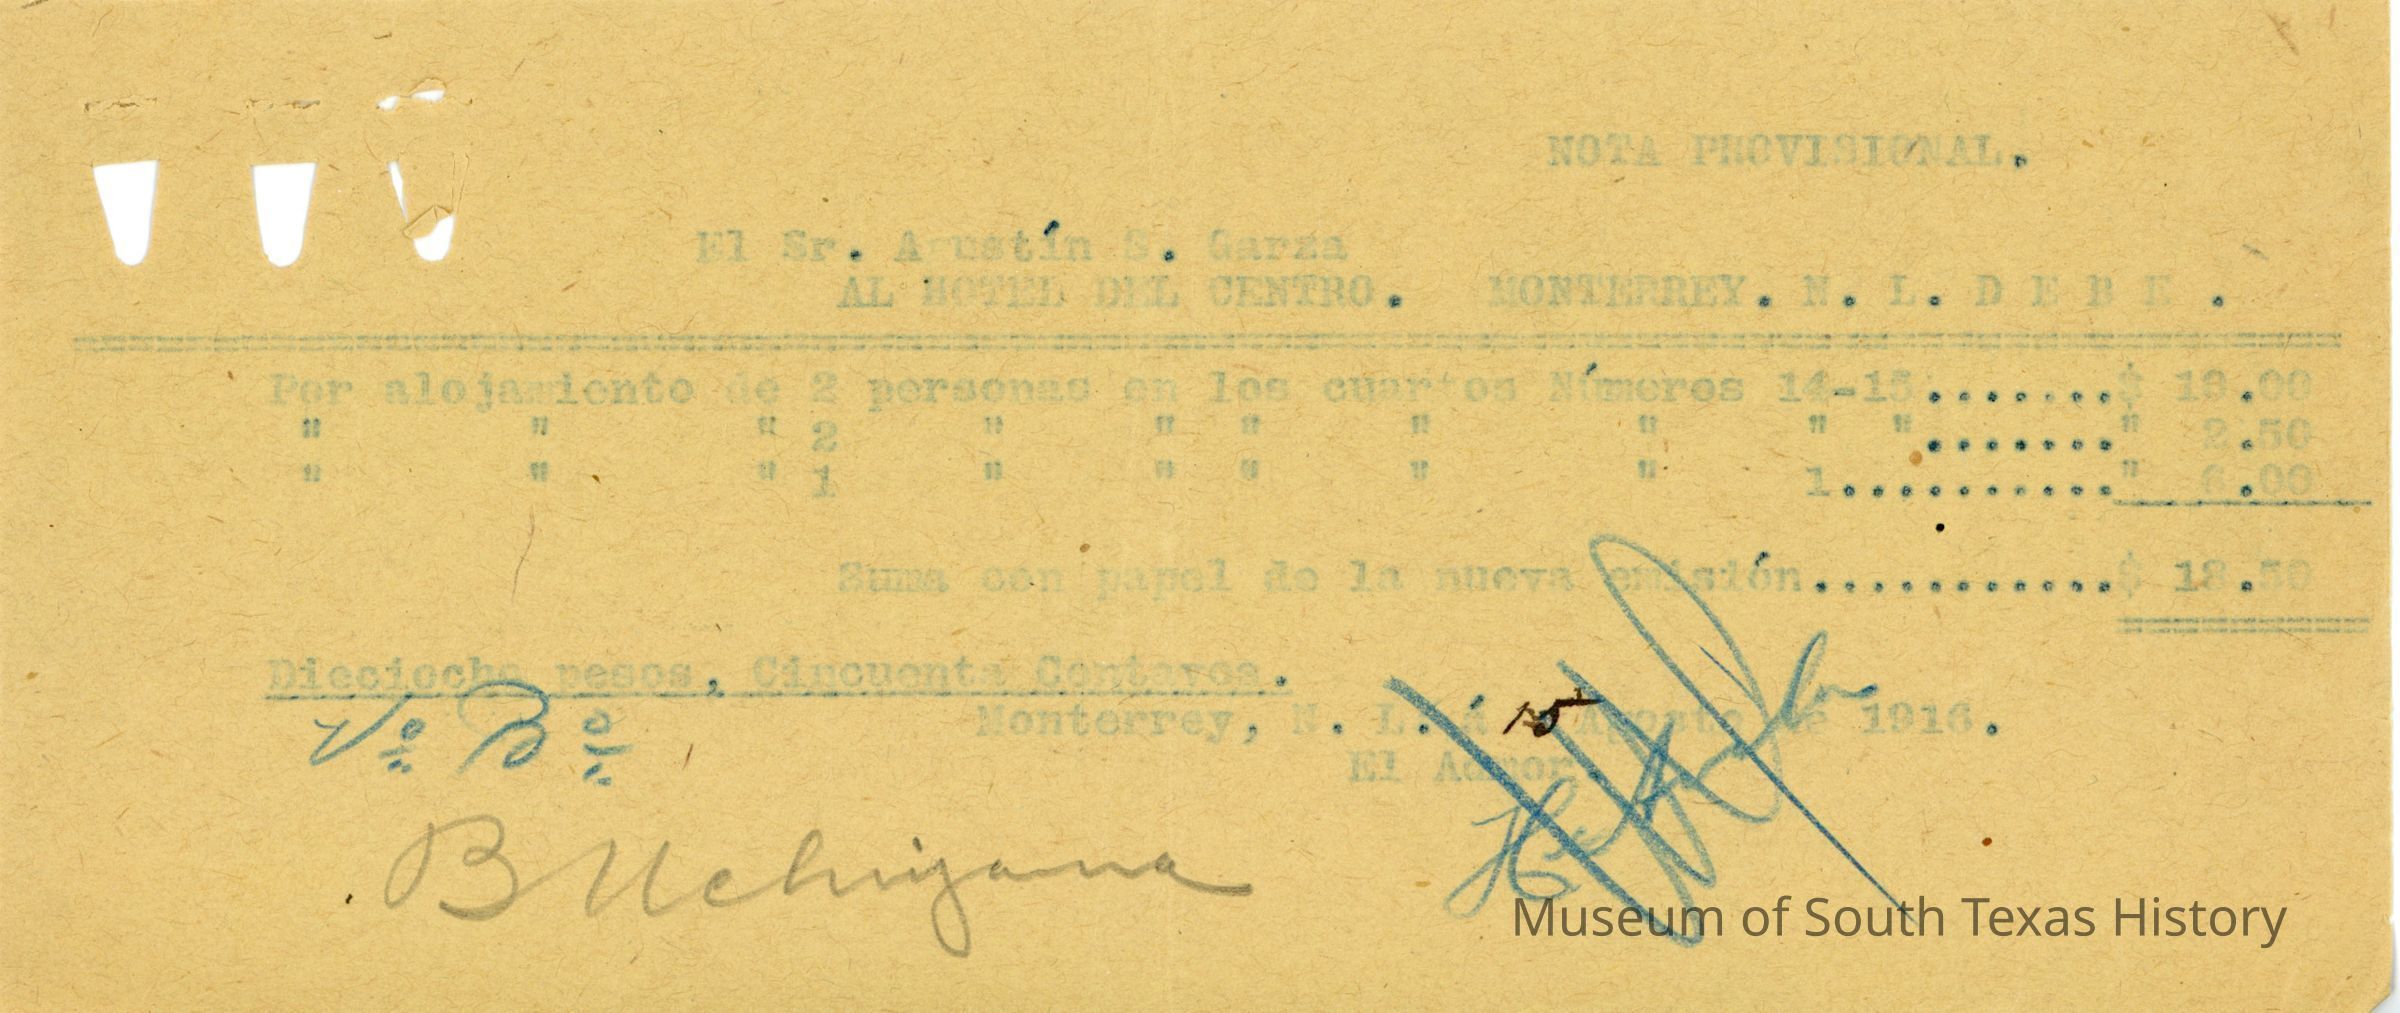 NOTA PROVISIONAL.
El Sr. Agustín S. Garza
AL HOTEL DEL CENTRO. MONTERREY. N. L. D E B E .
Por alojamiento de 2 personas en los cuartos Números 14-15.......$ 10.00
" " " 2 " " " " " " "........" 2.50
" " " 1 " " " " " 1..........." 6.00
Suma con papel de la nueva emisión...........$ 18.50
Dieciocho pesos, Cincuenta Centavos.
Monterrey, N. L. á 15 Agosto de 1916.
El Admor.
Vo Bo
B Uchiyama
Museum of South Texas History